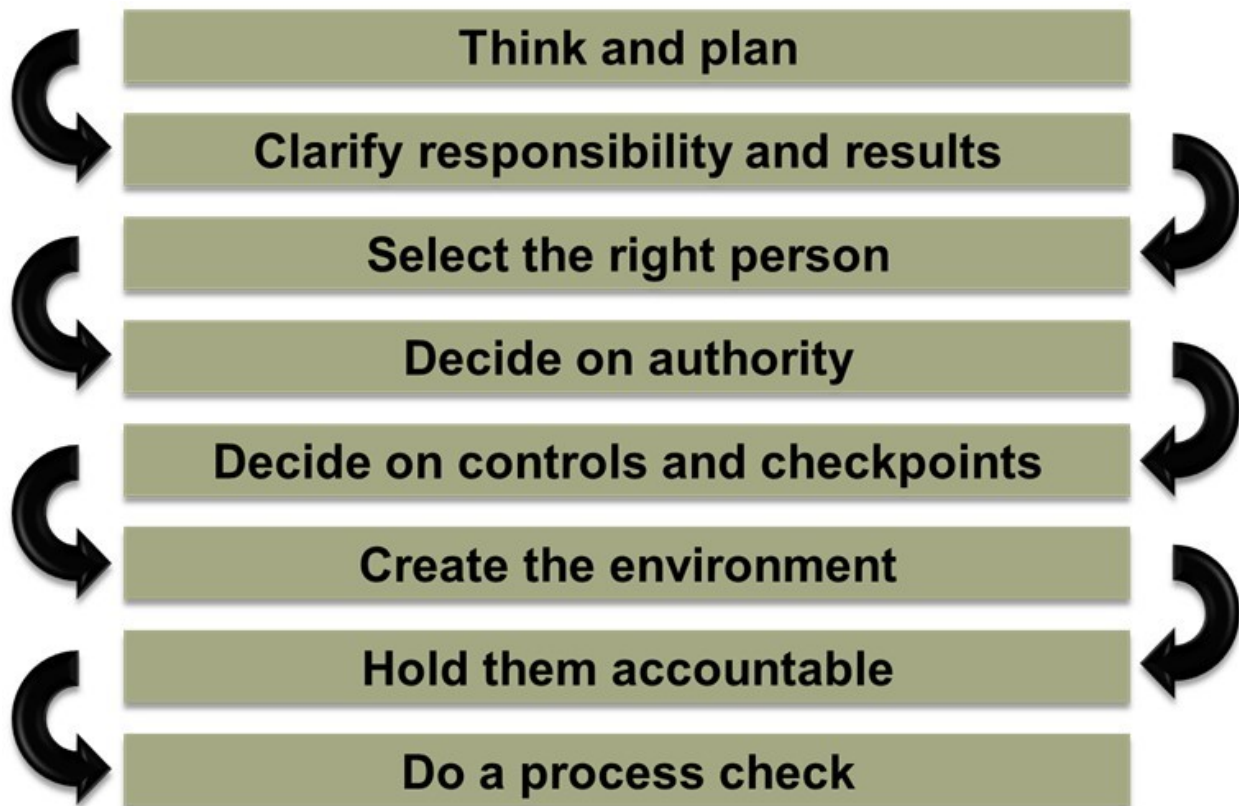 Think and plan
Clarify responsibility and results
Select the right person
Decide on authority
Decide on controls and checkpoints
Create the environment
Hold them accountable
Do a process check